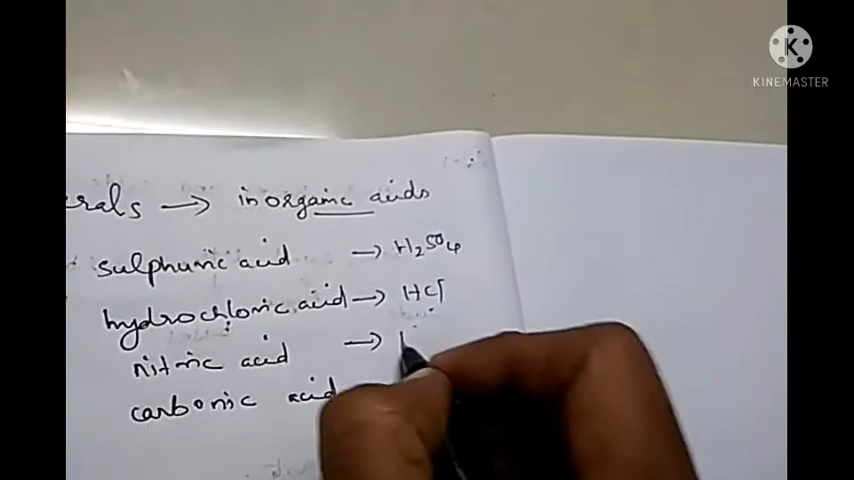 KINEMASTER
rals → inorganic acids
sulphuric acid → H2SO4
hydrochloric acid → HCl
nitric acid →
carbonic acid